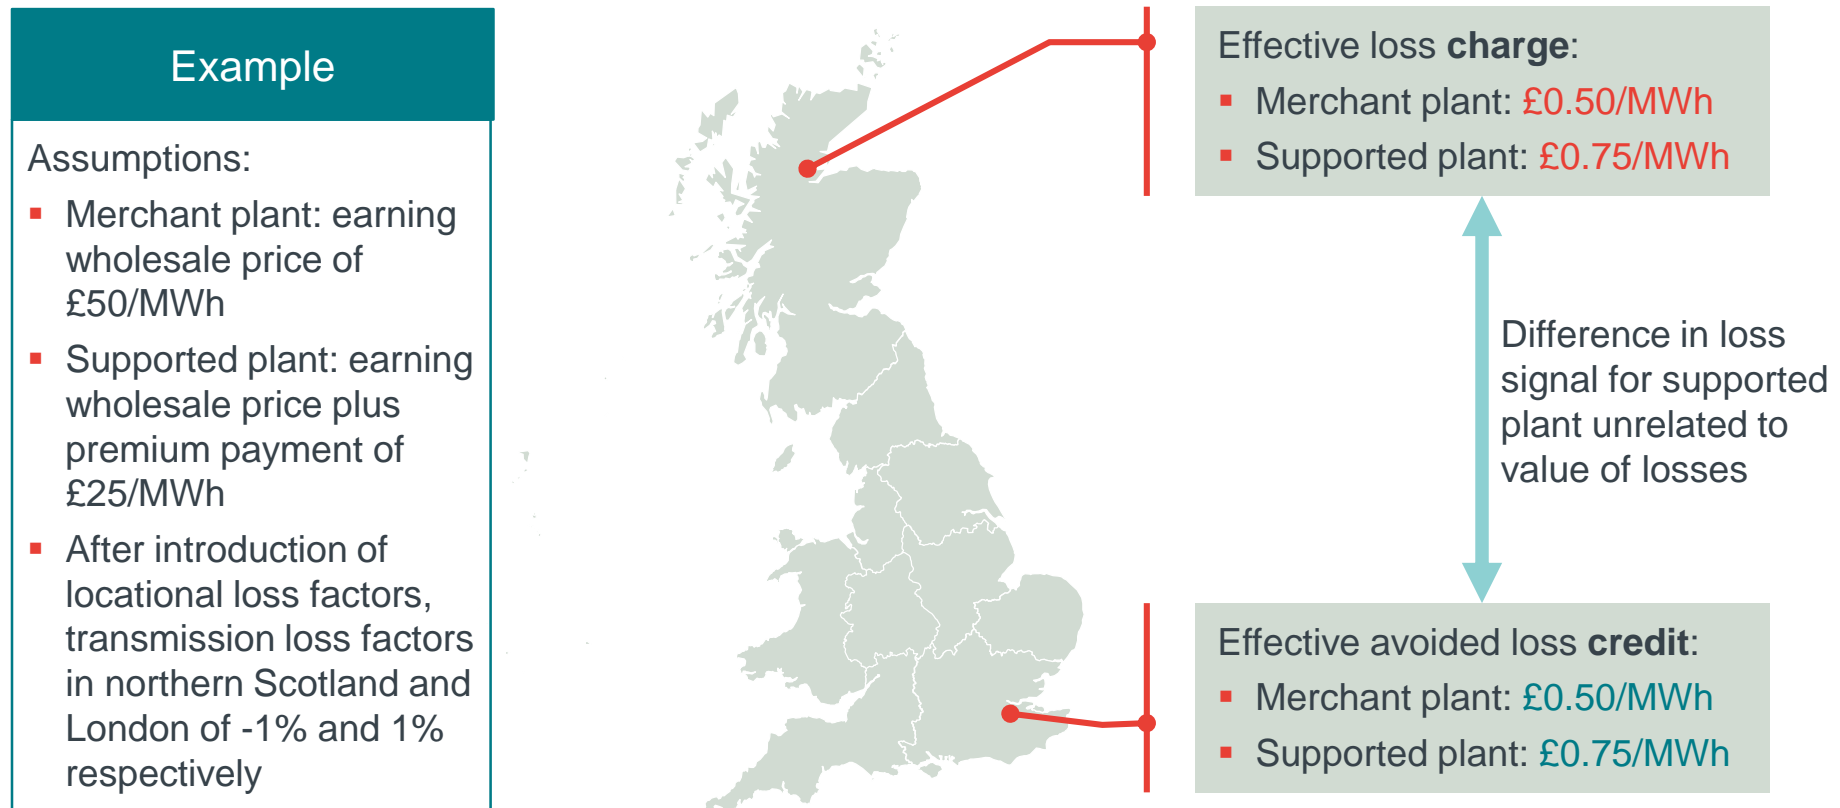 Example
Assumptions:
▪ Merchant plant: earning
wholesale price of
£50/MWh
▪ Supported plant: earning
wholesale price plus
premium payment of
£25/MWh
▪ After introduction of
locational loss factors,
transmission loss factors
in northern Scotland and
London of -1% and 1%
respectively
Effective loss charge:
▪ Merchant plant: £0.50/MWh
▪ Supported plant: £0.75/MWh
Difference in loss
signal for supported
plant unrelated to
value of losses
Effective avoided loss credit:
▪ Merchant plant: £0.50/MWh
▪ Supported plant: £0.75/MWh